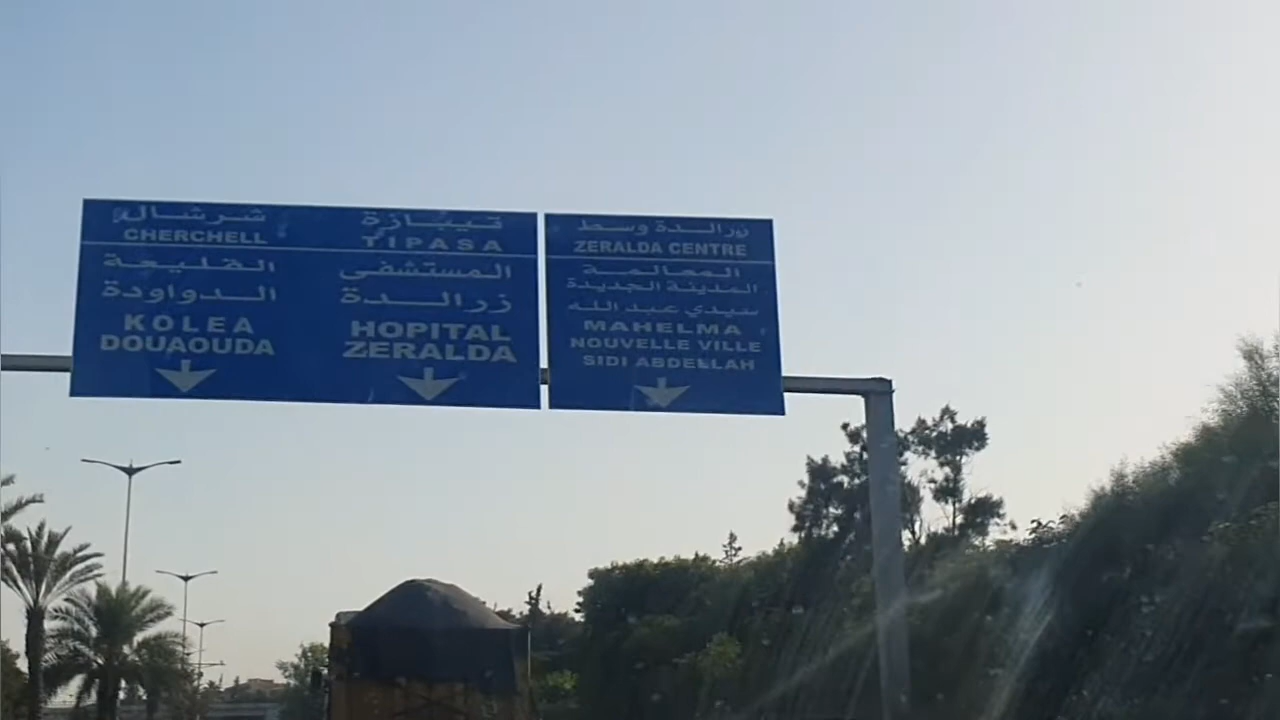 شرشال
CHERCHELL
تيبازة
TIPASA
القليعة
الدواودة
KOLEA
DOUAOUDA
المستشفى
زرالدة
HOPITAL
ZERALDA
زرالدة وسط
ZERALDA CENTRE
المعالمة
المدينة الجديدة
سيدي عبد الله
MAHELMA
NOUVELLE VILLE
SIDI ABDELLAH